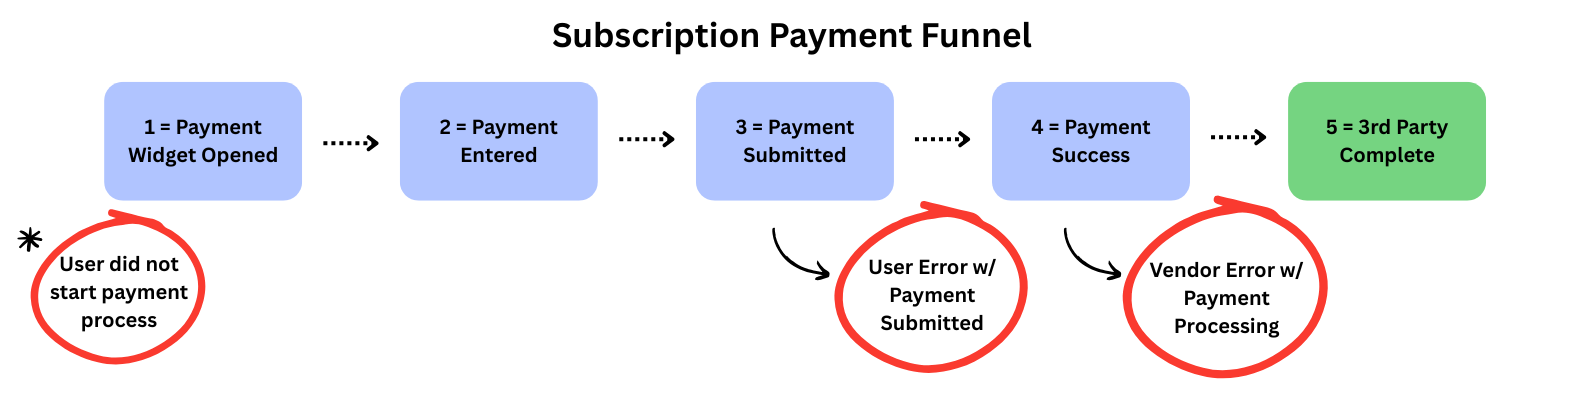 Subscription Payment Funnel
1 = Payment
Widget Opened
2 = Payment
Entered
3 = Payment
Submitted
4 = Payment
Success
5 = 3rd Party
Complete
User did not
start payment
process
User Error w/
Payment
Submitted
Vendor Error w/
Payment
Processing